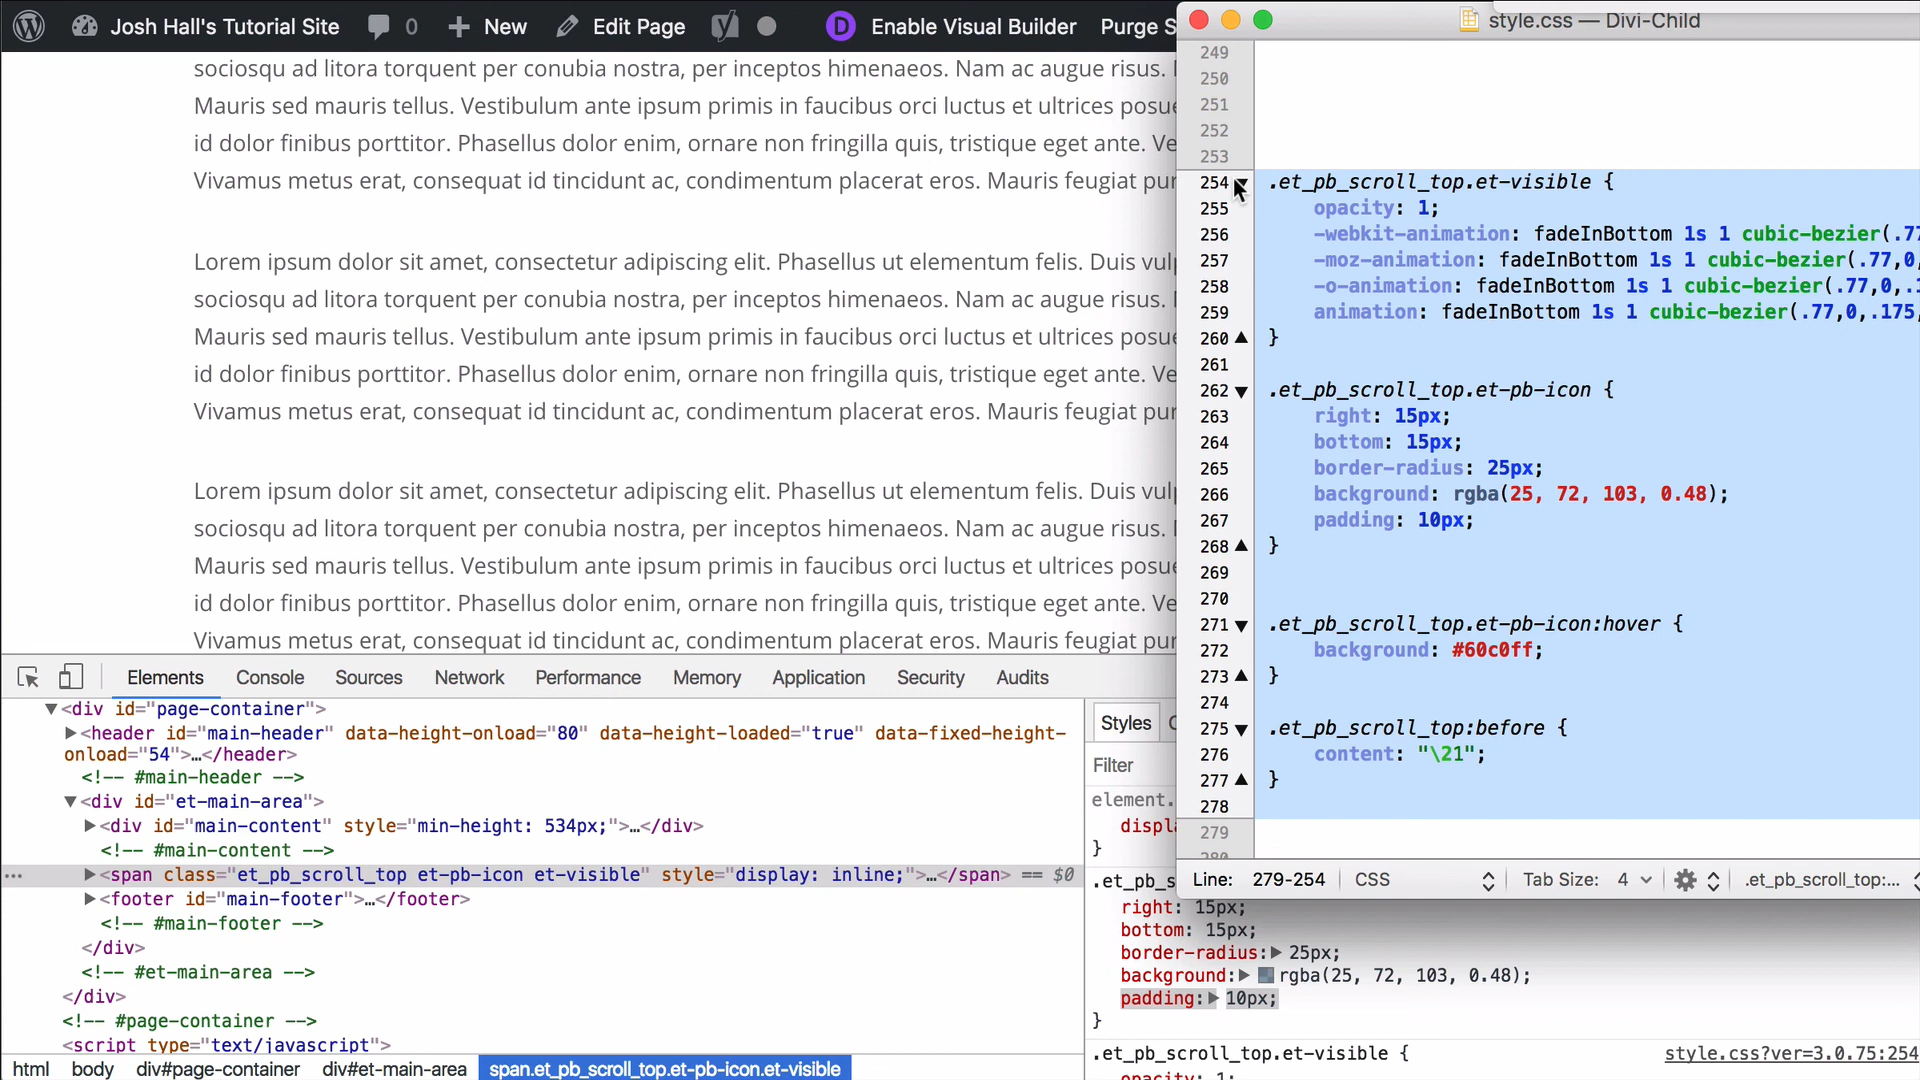 Josh Hall's Tutorial Site 0 New Edit Page D Enable Visual Builder Purge S
style.css — Divi-Child
sociosqu ad litora torquent per conubia nostra, per inceptos himenaeos. Nam ac augue risus.
Mauris sed mauris tellus. Vestibulum ante ipsum primis in faucibus orci luctus et ultrices posue
id dolor finibus porttitor. Phasellus dolor enim, ornare non fringilla quis, tristique eget ante. Ve
Vivamus metus erat, consequat id tincidunt ac, condimentum placerat eros. Mauris feugiat pur
Lorem ipsum dolor sit amet, consectetur adipiscing elit. Phasellus ut elementum felis. Duis vulp
sociosqu ad litora torquent per conubia nostra, per inceptos himenaeos. Nam ac augue risus.
Mauris sed mauris tellus. Vestibulum ante ipsum primis in faucibus orci luctus et ultrices posue
id dolor finibus porttitor. Phasellus dolor enim, ornare non fringilla quis, tristique eget ante. Ve
Vivamus metus erat, consequat id tincidunt ac, condimentum placerat eros. Mauris feugiat pur
Lorem ipsum dolor sit amet, consectetur adipiscing elit. Phasellus ut elementum felis. Duis vulp
sociosqu ad litora torquent per conubia nostra, per inceptos himenaeos. Nam ac augue risus.
Mauris sed mauris tellus. Vestibulum ante ipsum primis in faucibus orci luctus et ultrices posue
id dolor finibus porttitor. Phasellus dolor enim, ornare non fringilla quis, tristique eget ante. Ve
Vivamus metus erat, consequat id tincidunt ac, condimentum placerat eros. Mauris feugiat pur
249
250
251
252
253
254 .et_pb_scroll_top.et-visible {
255 opacity: 1;
256 -webkit-animation: fadeInBottom 1s 1 cubic-bezier(.77
257 -moz-animation: fadeInBottom 1s 1 cubic-bezier(.77,0,
258 -o-animation: fadeInBottom 1s 1 cubic-bezier(.77,0,.1
259 animation: fadeInBottom 1s 1 cubic-bezier(.77,0,.175,
260 }
261
262 .et_pb_scroll_top.et-pb-icon {
263 right: 15px;
264 bottom: 15px;
265 border-radius: 25px;
266 background: rgba(25, 72, 103, 0.48);
267 padding: 10px;
268 }
269
270
271 .et_pb_scroll_top.et-pb-icon:hover {
272 background: #60c0ff;
273 }
274
275 .et_pb_scroll_top:before {
276 content: "\21";
277 }
278
279
280
Line: 279-254 CSS Tab Size: 4 .et_pb_scroll_top:...
Elements Console Sources Network Performance Memory Application Security Audits
<div id="page-container">
<header id="main-header" data-height-onload="80" data-height-loaded="true" data-fixed-height-
onload="54">…</header>
<!-- #main-header -->
<div id="et-main-area">
<div id="main-content" style="min-height: 534px;">…</div>
<!-- #main-content -->
<span class="et_pb_scroll_top et-pb-icon et-visible" style="display: inline;">…</span> == $0
<footer id="main-footer">…</footer>
<!-- #main-footer -->
</div>
<!-- #et-main-area -->
</div>
<!-- #page-container -->
<script type="text/javascript">
html body div#page-container div#et-main-area span.et_pb_scroll_top.et-pb-icon.et-visible
Styles
Filter
element.
displa
}
.et_pb_s
right: 15px;
bottom: 15px;
border-radius: 25px;
background: rgba(25, 72, 103, 0.48);
padding: 10px;
}
.et_pb_scroll_top.et-visible { style.css?ver=3.0.75:254
opacity: 1;